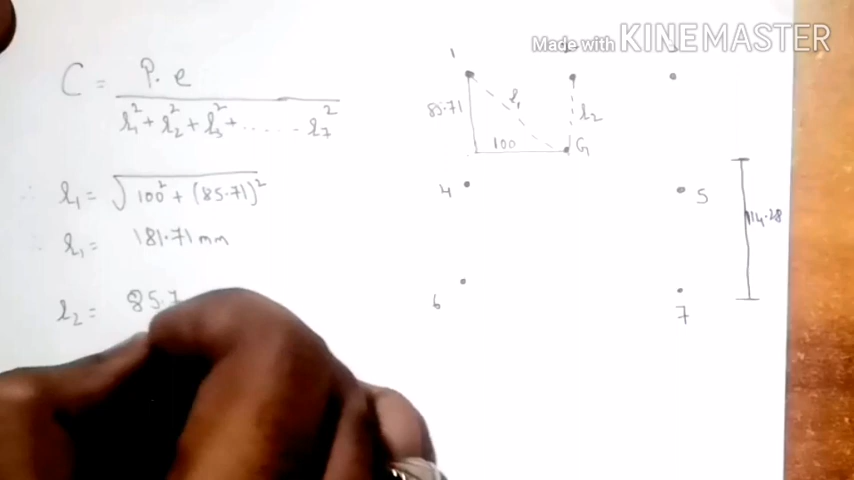 Made with KINEMASTER
C = P. e
l₁² + l₂² + l₃² + ...... l₇²
∴ l₁ = √100² + (85.71)²
∴ l₁ = 181.71 mm
l₂ = 85.7
1
85.71
l₁
l₂
100
G
4
5
114.28
6
7